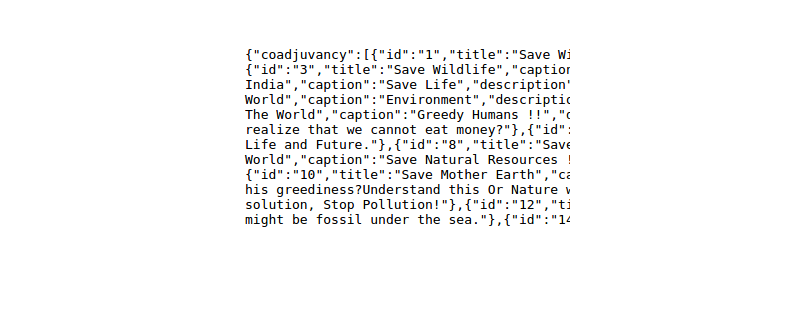 {"coadjuvancy":[{"id":"1","title":"Save Wi
{"id":"3","title":"Save Wildlife","caption
India","caption":"Save Life","description"
World","caption":"Environment","descriptio
The World","caption":"Greedy Humans !!","d
realize that we cannot eat money?"},{"id":
Life and Future."},{"id":"8","title":"Save
World","caption":"Save Natural Resources !
{"id":"10","title":"Save Mother Earth","ca
his greediness?Understand this Or Nature w
solution, Stop Pollution!"},{"id":"12","ti
might be fossil under the sea."},{"id":"14